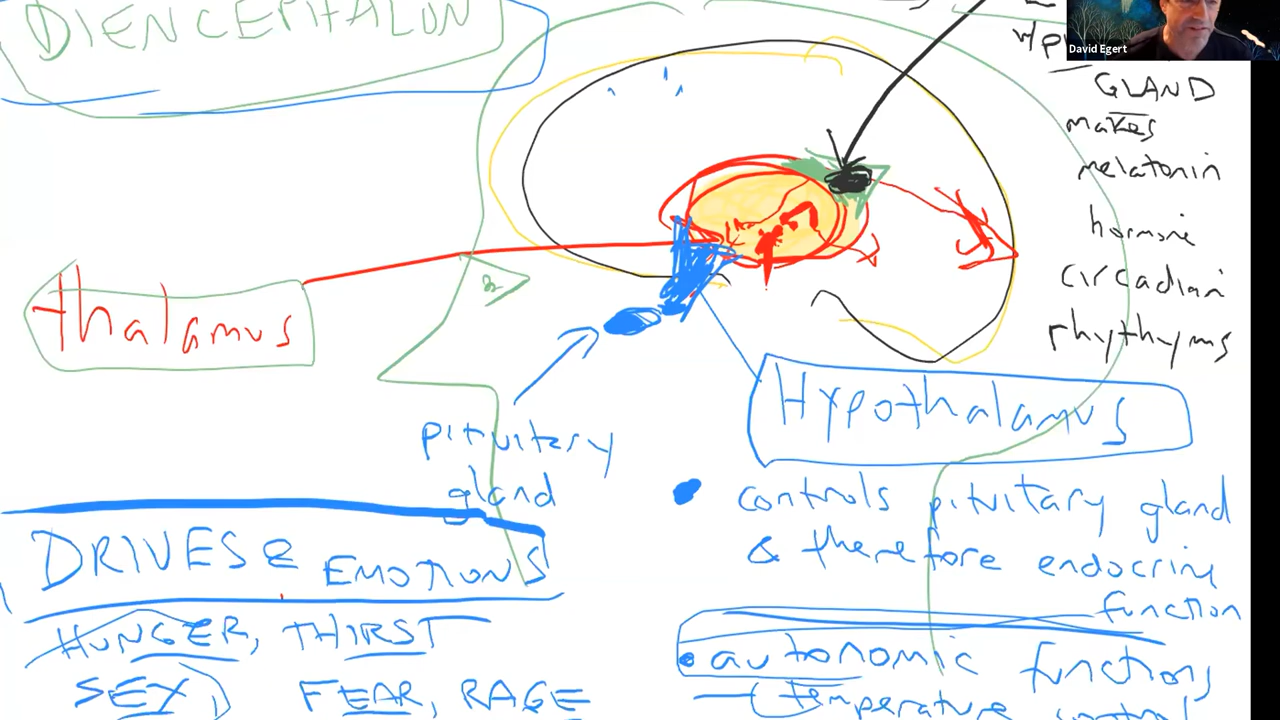 DIENCEPHALON
David Egert
GLAND
makes
melatonin
hormone
circadian
rhythyms
thalamus
Hypothalamus
pituitary
gland
controls pituitary gland
& therefore endocrine
function
DRIVES & EMOTIONS
HUNGER, THIRST
SEX, FEAR, RAGE
autonomic functions
temperature control